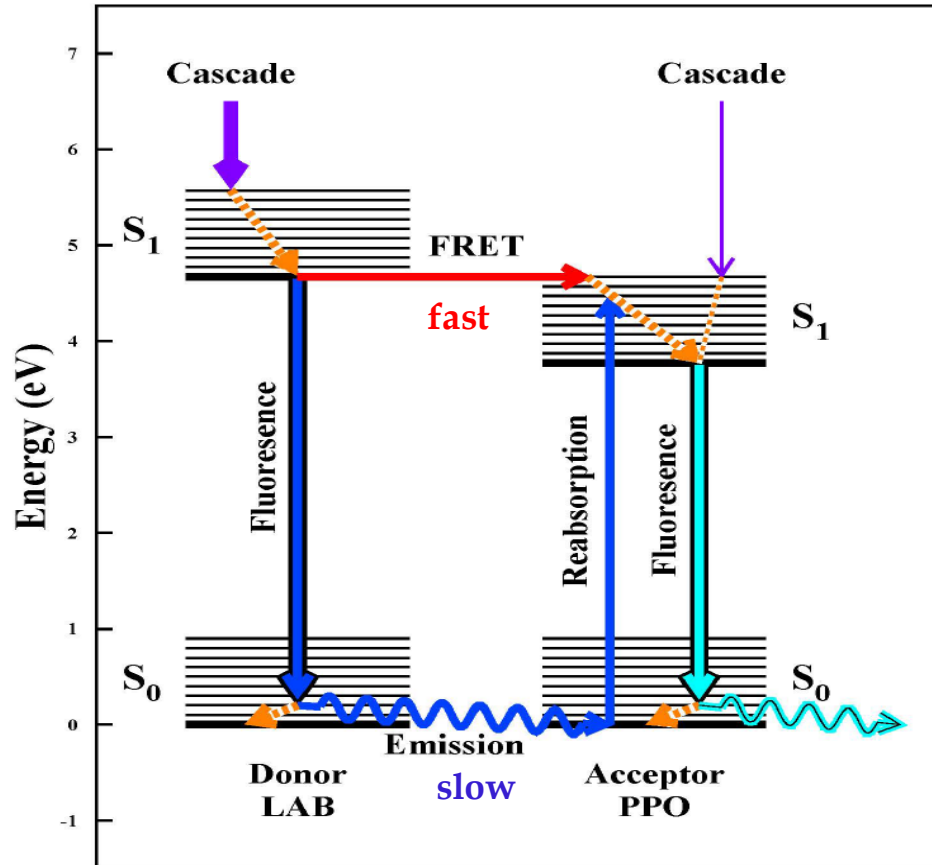 7
Cascade
Cascade
6
S1
5
FRET
fast
S1
4
Energy (eV)
3
Fluoresence
Reabsorption
Fluoresence
2
1
S0
S0
0
Emission
Donor
LAB
slow
Acceptor
PPO
-1